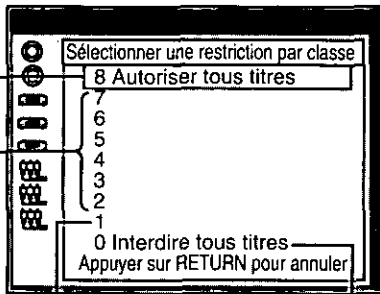 Sélectionner une restriction par classe
8 Autoriser tous titres
7
6
5
4
3
2
1
0 Interdire tous titres
Appuyer sur RETURN pour annuler